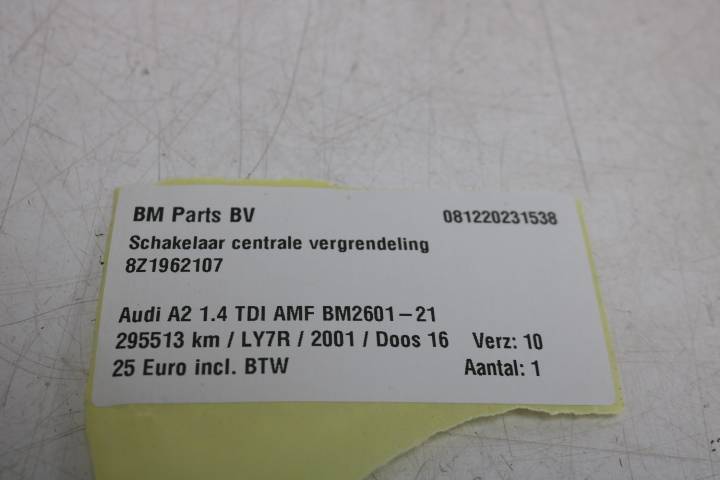 BM Parts BV 081220231538
Schakelaar centrale vergrendeling
8Z1962107
Audi A2 1.4 TDI AMF BM2601-21
295513 km / LY7R / 2001 / Doos 16 Verz: 10
25 Euro incl. BTW Aantal: 1